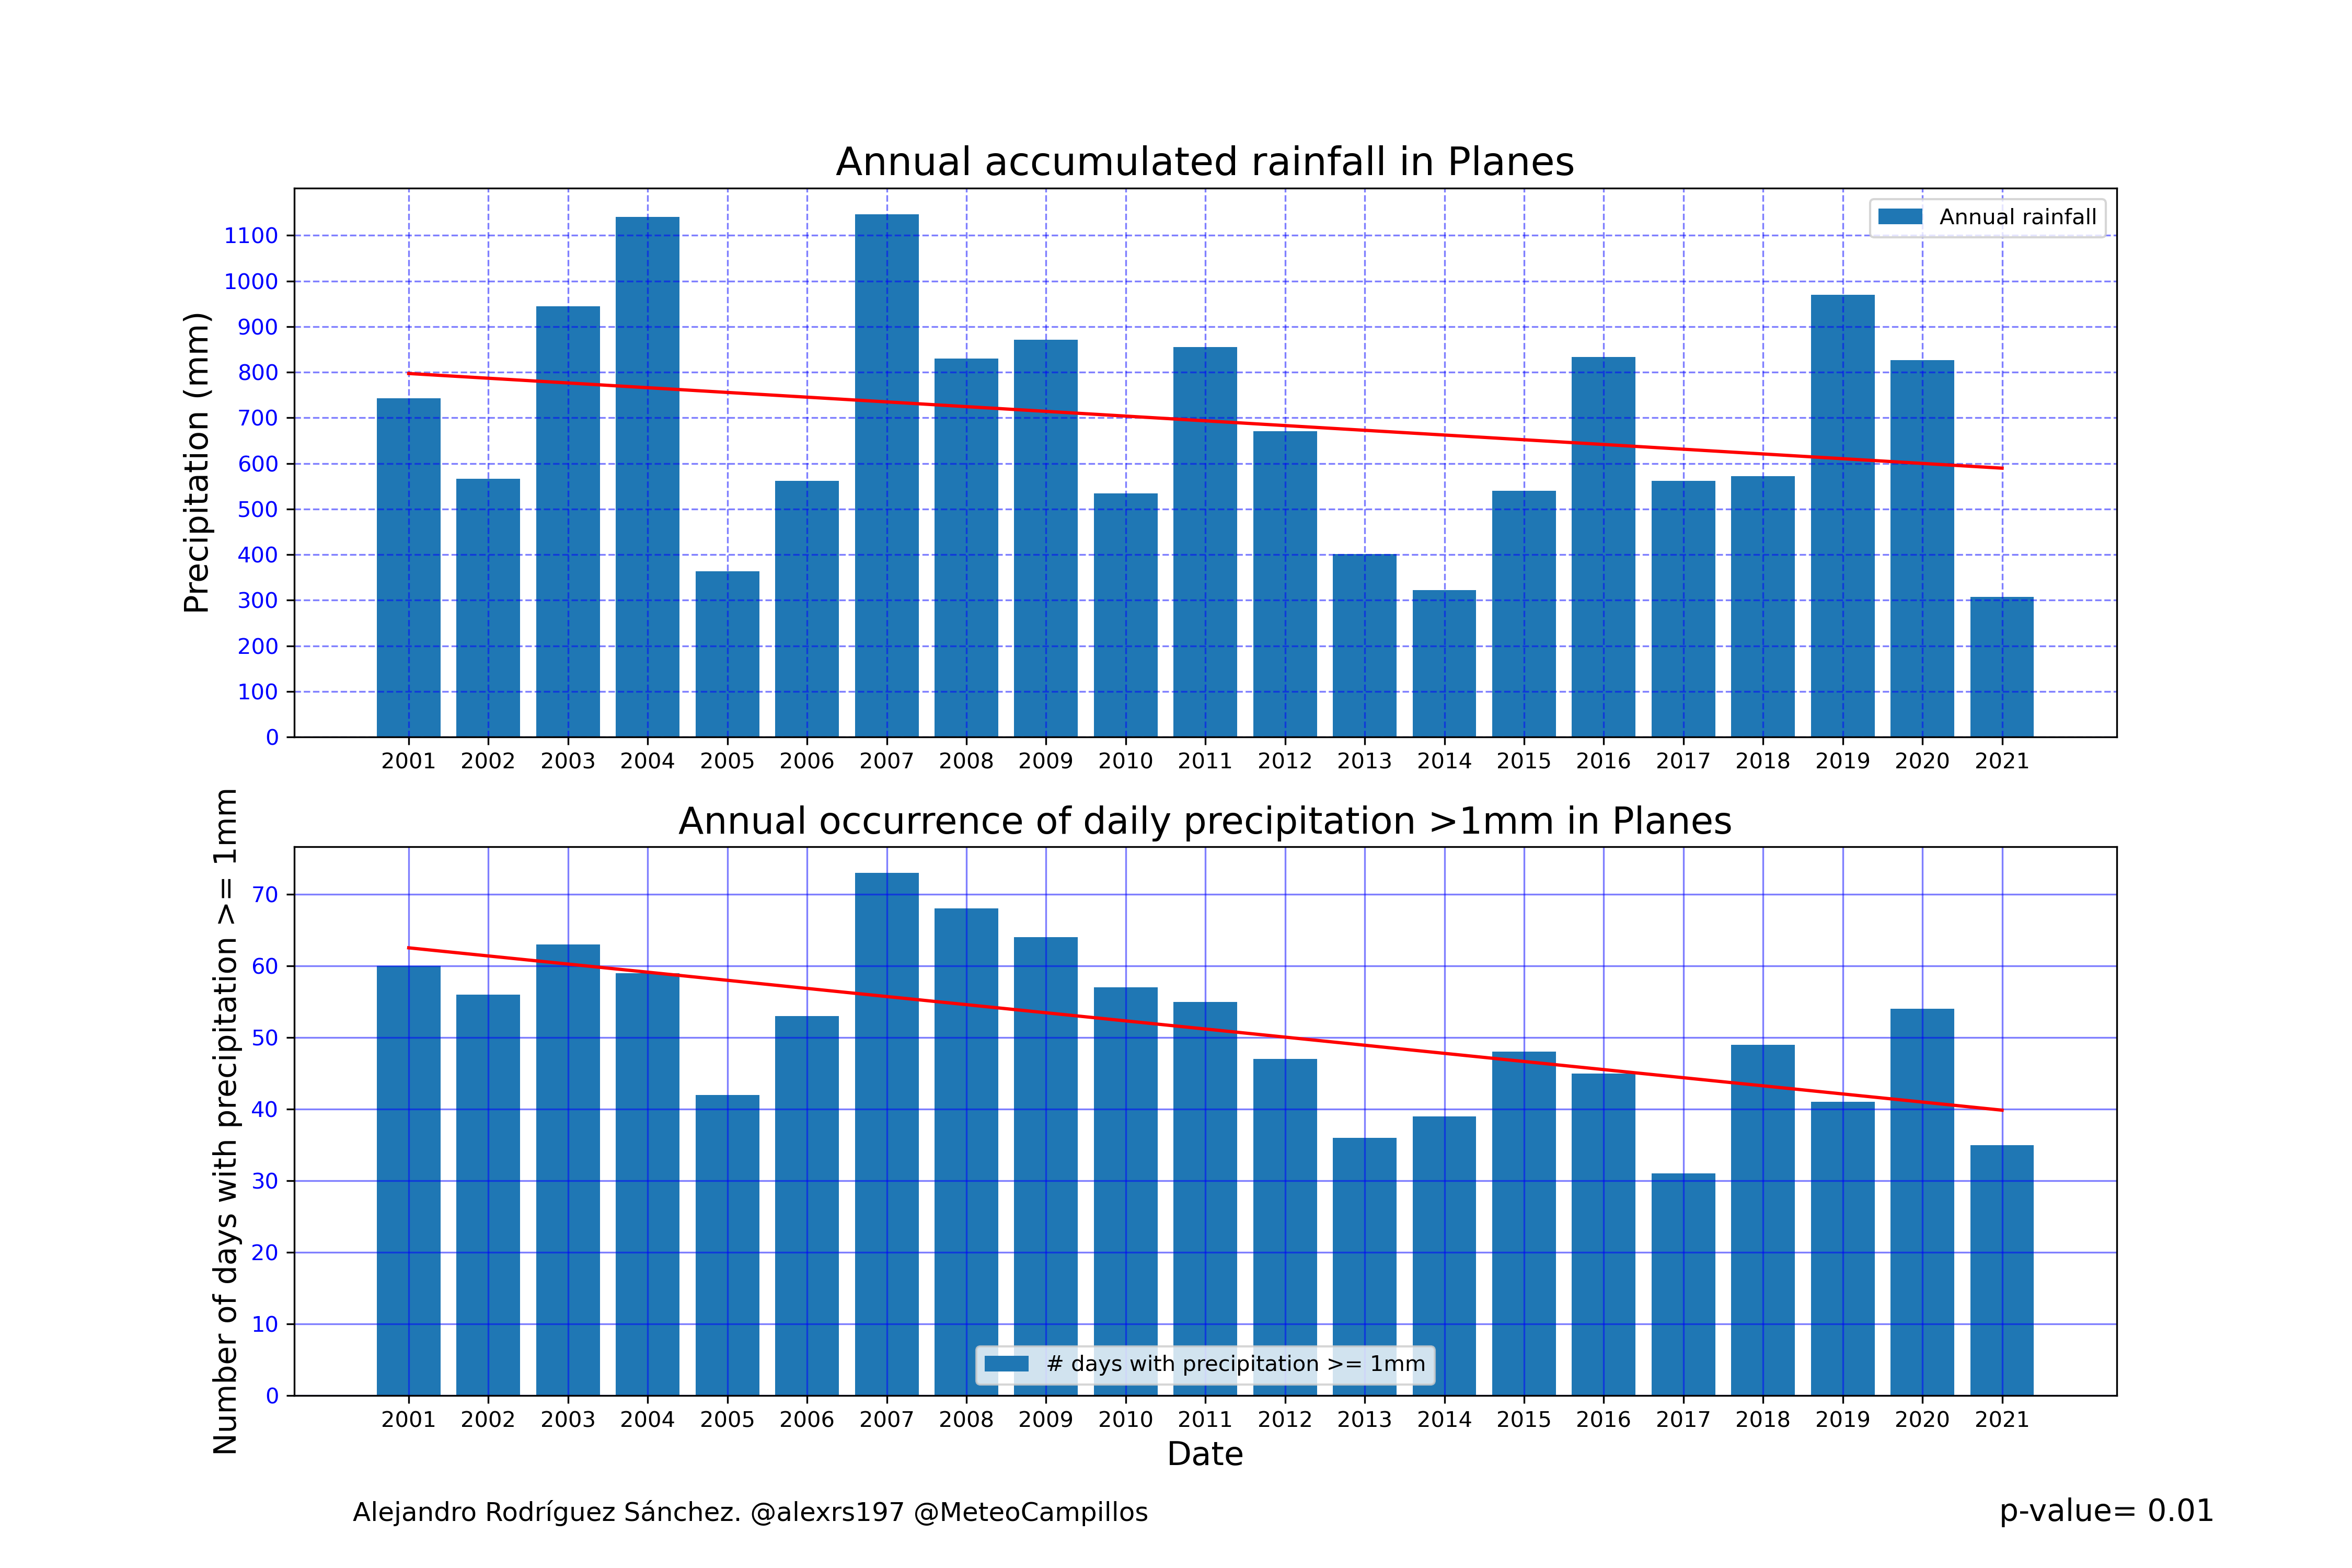 Annual accumulated rainfall in Planes
Precipitation (mm)
1100
1000
900
800
700
600
500
400
300
200
100
0
Annual rainfall
2001 2002 2003 2004 2005 2006 2007 2008 2009 2010 2011 2012 2013 2014 2015 2016 2017 2018 2019 2020 2021
Annual occurrence of daily precipitation >1mm in Planes
Number of days with precipitation >= 1mm
70
60
50
40
30
20
10
0
# days with precipitation >= 1mm
2001 2002 2003 2004 2005 2006 2007 2008 2009 2010 2011 2012 2013 2014 2015 2016 2017 2018 2019 2020 2021
Date
Alejandro Rodríguez Sánchez. @alexrs197 @MeteoCampillos
p-value= 0.01